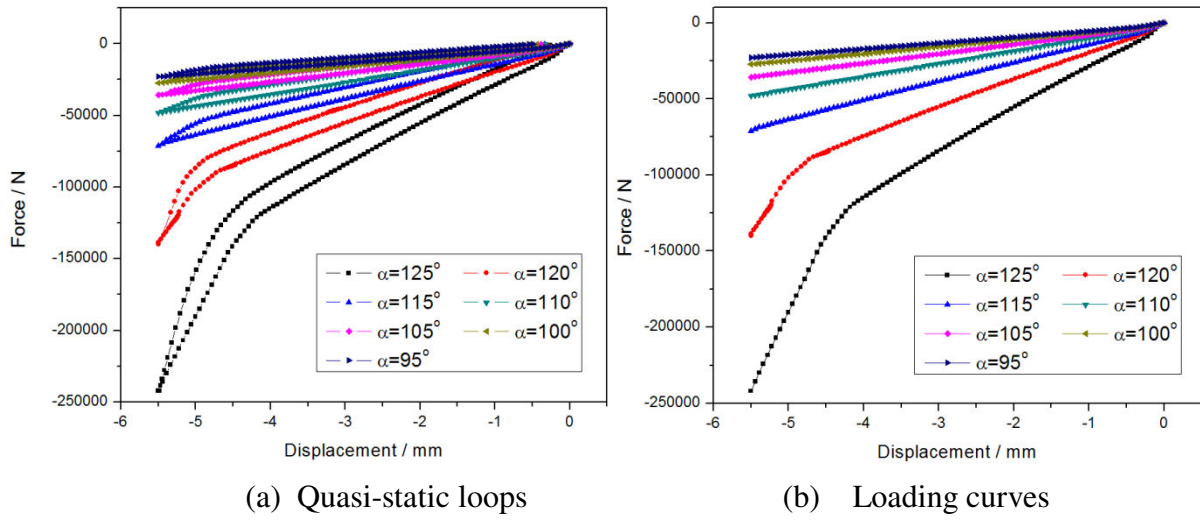 0
-50000
-100000
-150000
-200000
-250000
Force / N
-6 -5 -4 -3 -2 -1 0
Displacement / mm
α=125° α=120°
α=115° α=110°
α=105° α=100°
α=95°
(a) Quasi-static loops
0
-50000
-100000
-150000
-200000
-250000
Force / N
-6 -5 -4 -3 -2 -1 0
Displacement / mm
α=125° α=120°
α=115° α=110°
α=105° α=100°
α=95°
(b) Loading curves